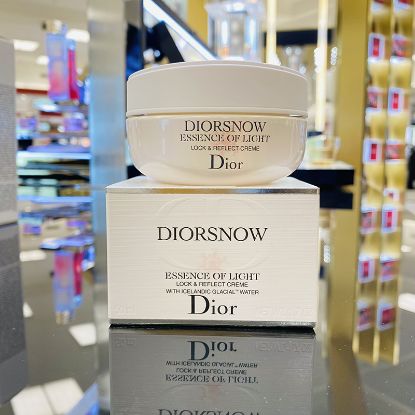 DIORSNOW
ESSENCE OF LIGHT
LOCK & REFLECT CREME
Dior
DIORSNOW
ESSENCE OF LIGHT
LOCK & REFLECT CREME
WITH ICELANDIC GLACIAL™ WATER
Dior